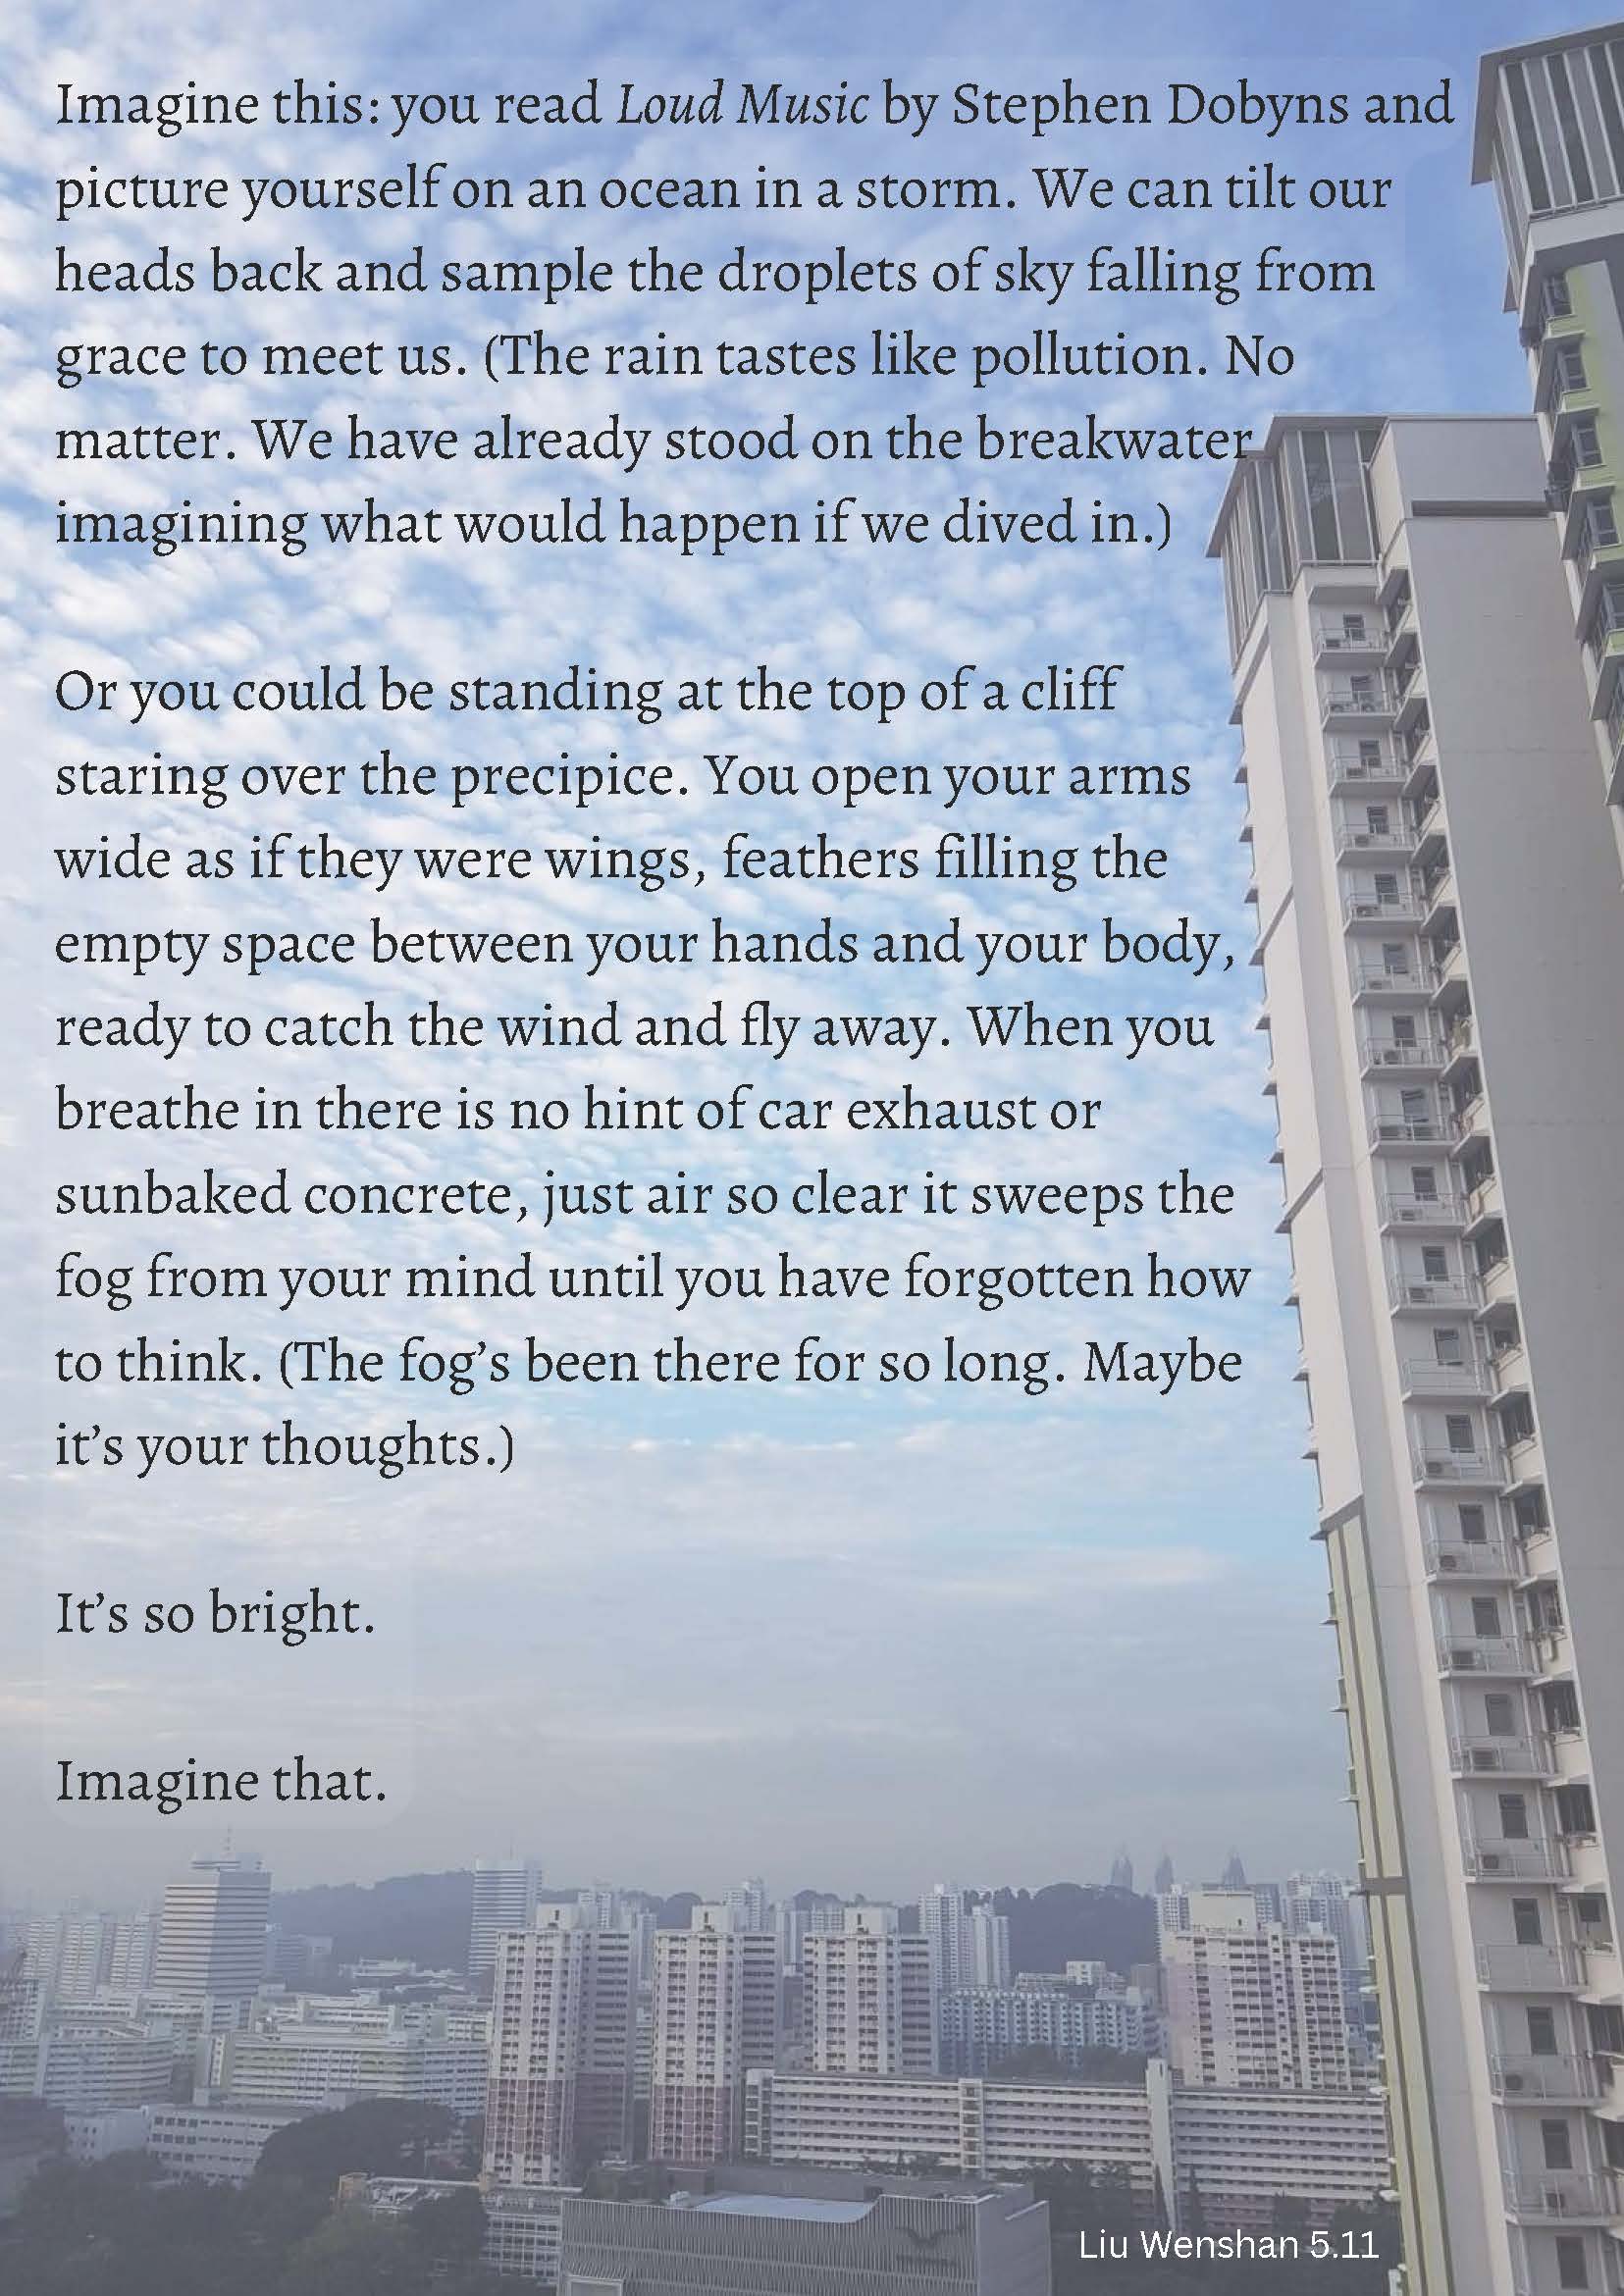 Imagine this: you read Loud Music by Stephen Dobyns and
picture yourself on an ocean in a storm. We can tilt our
heads back and sample the droplets of sky falling from
grace to meet us. (The rain tastes like pollution. No
matter. We have already stood on the breakwater
imagining what would happen if we dived in.)
Or you could be standing at the top of a cliff
staring over the precipice. You open your arms
wide as if they were wings, feathers filling the
empty space between your hands and your body,
ready to catch the wind and fly away. When you
breathe in there is no hint of car exhaust or
sunbaked concrete, just air so clear it sweeps the
fog from your mind until you have forgotten how
to think. (The fog’s been there for so long. Maybe
it’s your thoughts.)
It’s so bright.
Imagine that.
Liu Wenshan 5.11